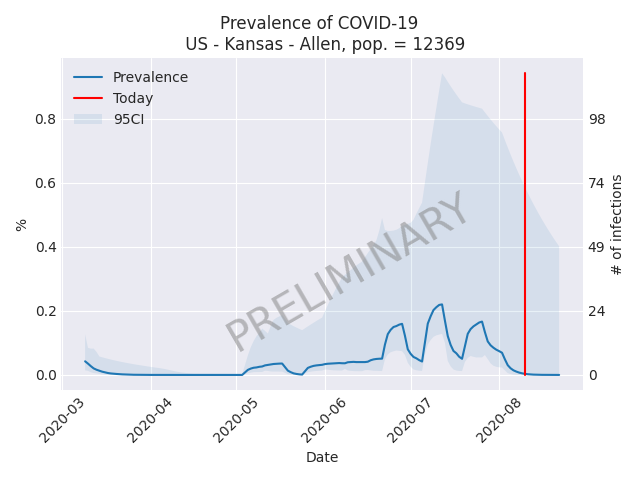 Prevalence of COVID-19
US - Kansas - Allen, pop. = 12369
Prevalence
Today
95CI
PRELIMINARY
%
0.8
0.6
0.4
0.2
0.0
98
74
49
24
0
# of infections
2020-03
2020-04
2020-05
2020-06
2020-07
2020-08
Date